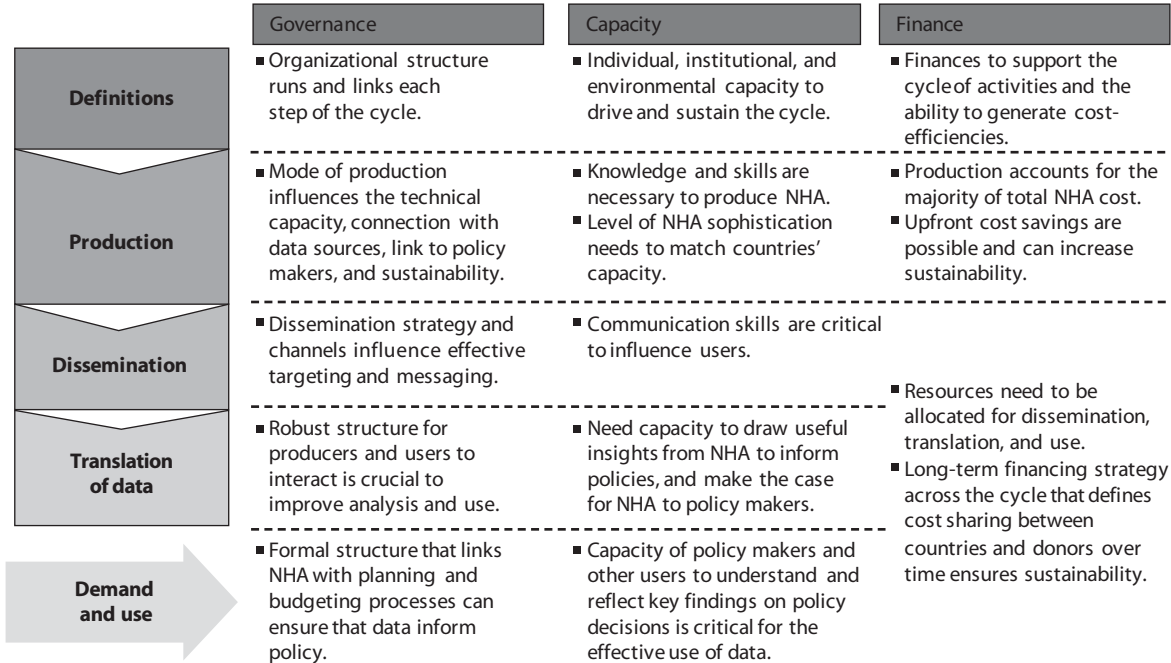 Governance
Capacity
Finance
Definitions
▪ Organizational structure
runs and links each
step of the cycle.
▪ Individual, institutional, and
environmental capacity to
drive and sustain the cycle.
▪ Finances to support the
cycle of activities and the
ability to generate cost-
efficiencies.
Production
▪ Mode of production
influences the technical
capacity, connection with
data sources, link to policy
makers, and sustainability.
▪ Knowledge and skills are
necessary to produce NHA.
▪ Level of NHA sophistication
needs to match countries’
capacity.
▪ Production accounts for the
majority of total NHA cost.
▪ Upfront cost savings are
possible and can increase
sustainability.
Dissemination
▪ Dissemination strategy and
channels influence effective
targeting and messaging.
▪ Communication skills are critical
to influence users.
Translation
of data
▪ Robust structure for
producers and users to
interact is crucial to
improve analysis and use.
▪ Need capacity to draw useful
insights from NHA to inform
policies, and make the case
for NHA to policy makers.
▪ Resources need to be
allocated for dissemination,
translation, and use.
▪ Long-term financing strategy
across the cycle that defines
cost sharing between
countries and donors over
time ensures sustainability.
Demand
and use
▪ Formal structure that links
NHA with planning and
budgeting processes can
ensure that data inform
policy.
▪ Capacity of policy makers and
other users to understand and
reflect key findings on policy
decisions is critical for the
effective use of data.